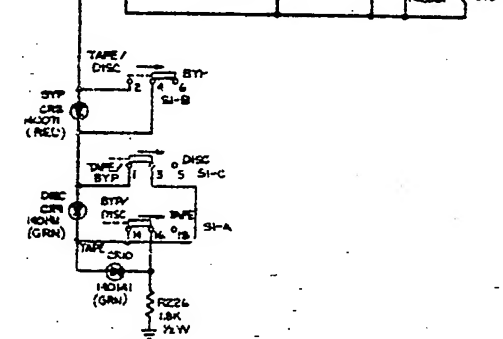 TAPE/
DISC
BYP
2 4 6
S1-B
BYP
CR8
(RED)
TAPE/
BYP
DISC
1 3 5
S1-C
DISC
(GRN)
BYP/
DISC
TAPE
14 16 18
S1-A
TAPE
CR10
140141
(GRN)
R226
1.8K
½W